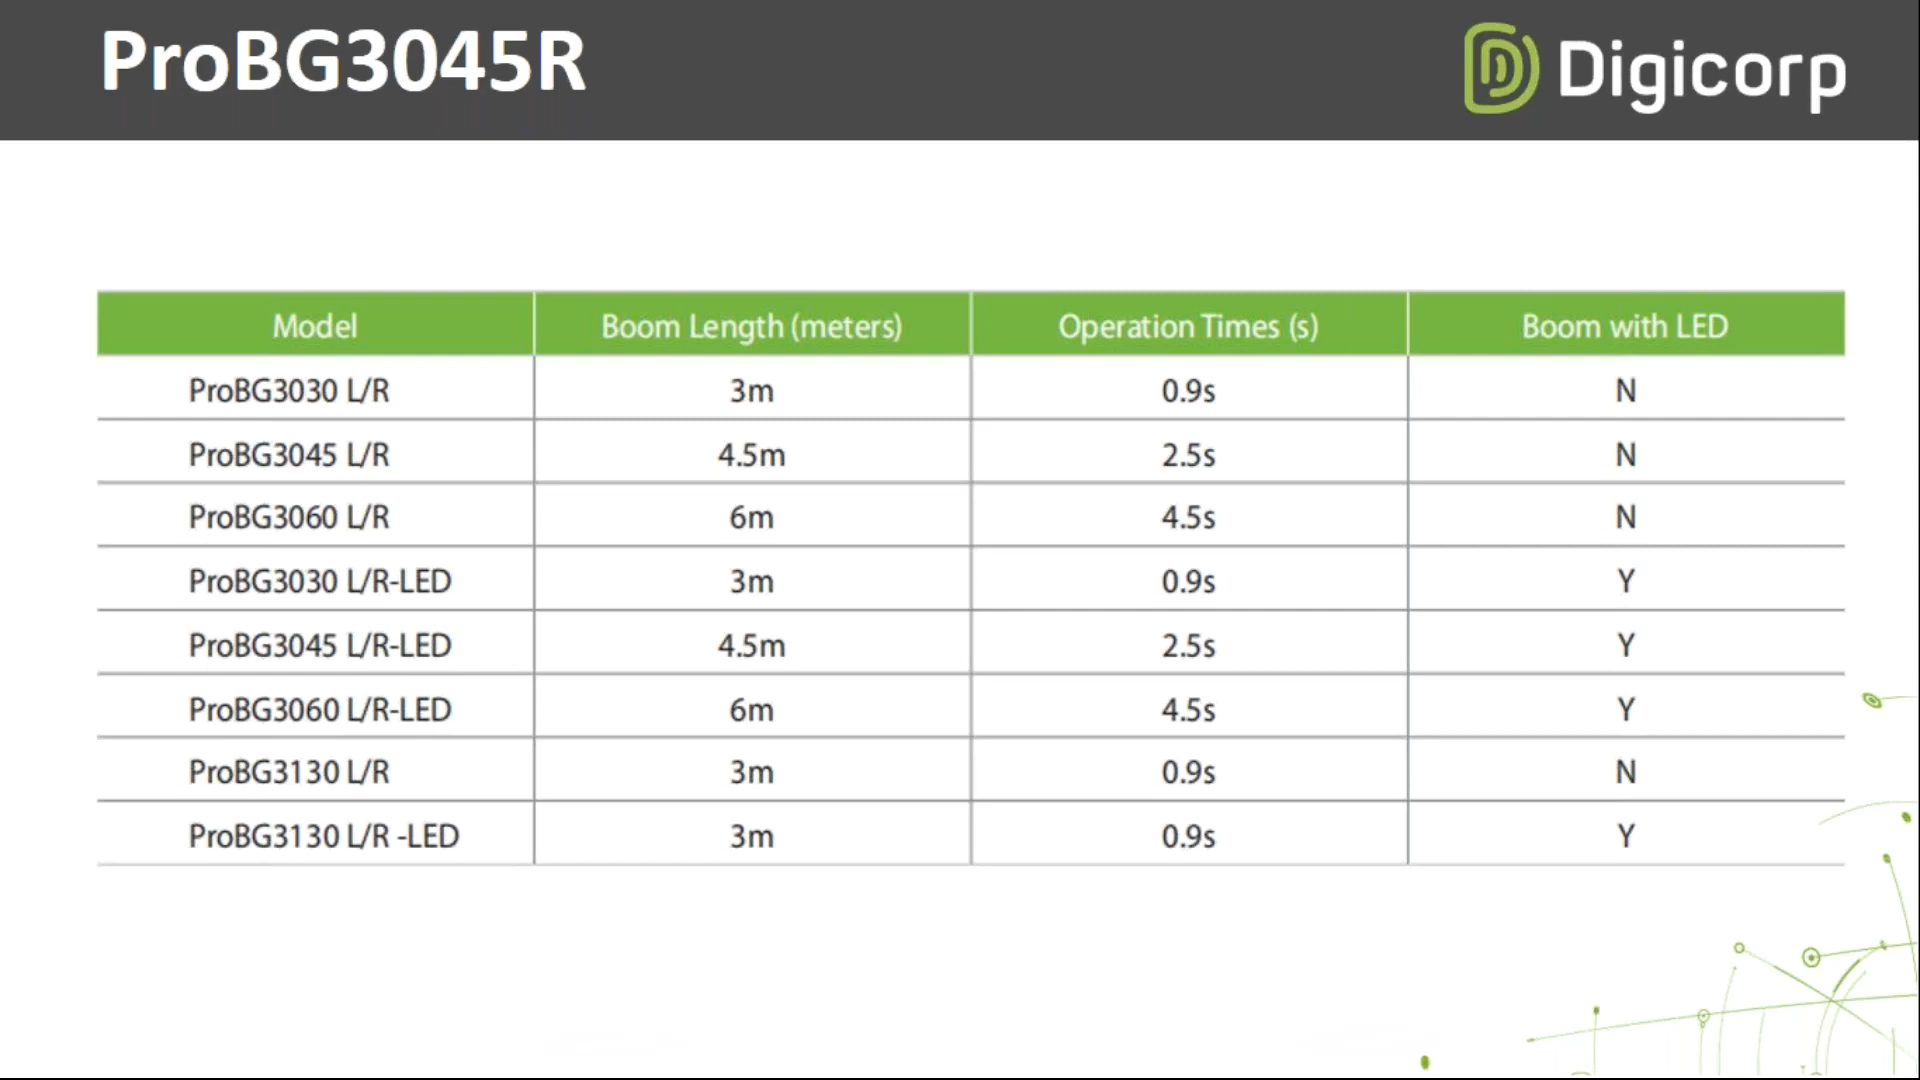 ProBG3045R
Digicorp
Model Boom Length (meters) Operation Times (s) Boom with LED
ProBG3030 L/R 3m 0.9s N
ProBG3045 L/R 4.5m 2.5s N
ProBG3060 L/R 6m 4.5s N
ProBG3030 L/R-LED 3m 0.9s Y
ProBG3045 L/R-LED 4.5m 2.5s Y
ProBG3060 L/R-LED 6m 4.5s Y
ProBG3130 L/R 3m 0.9s N
ProBG3130 L/R -LED 3m 0.9s Y